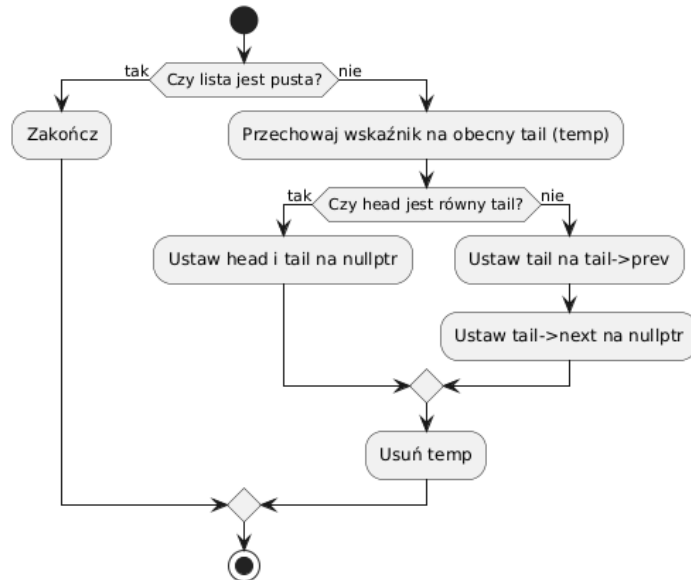 Czy lista jest pusta?
tak
nie
Zakończ
Przechowaj wskaźnik na obecny tail (temp)
Czy head jest równy tail?
tak
nie
Ustaw head i tail na nullptr
Ustaw tail na tail->prev
Ustaw tail->next na nullptr
Usuń temp